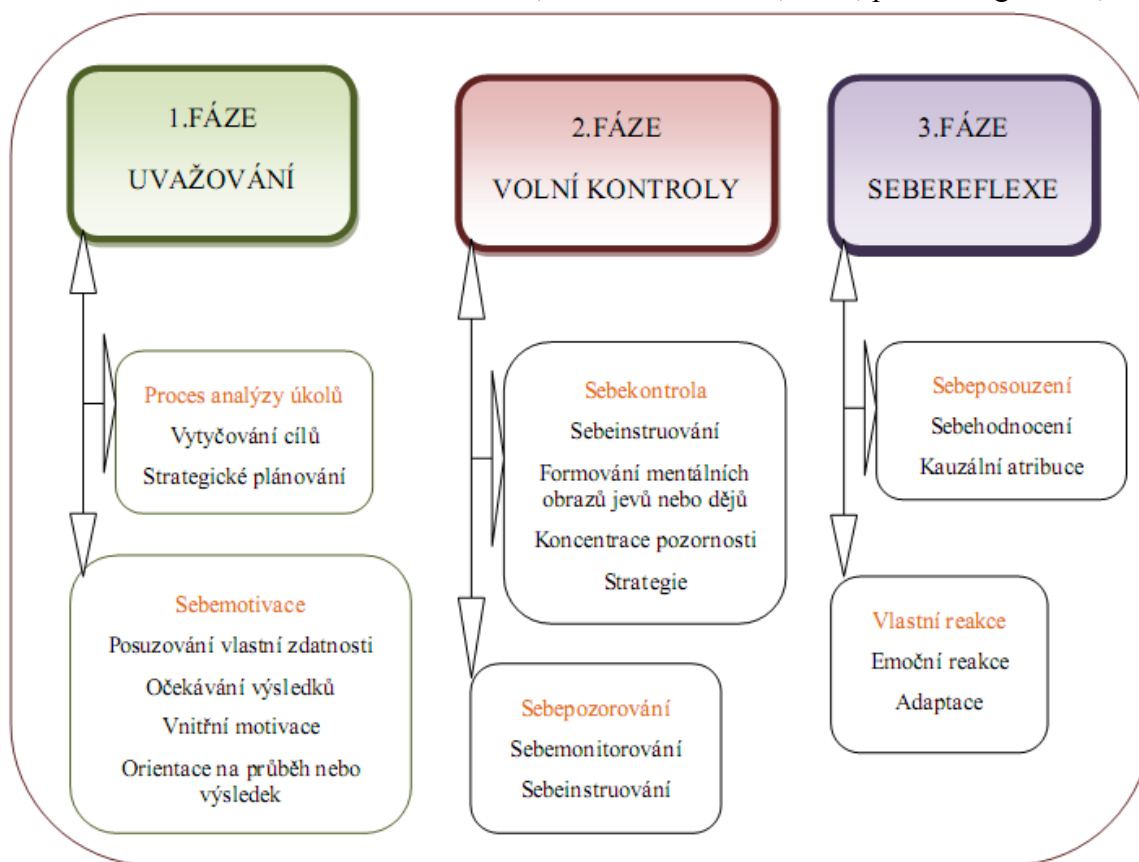 1.FÁZE
UVAŽOVÁNÍ
Proces analýzy úkolů
Vytyčování cílů
Strategické plánování
Sebemotivace
Posuzování vlastní zdatnosti
Očekávání výsledků
Vnitřní motivace
Orientace na průběh nebo
výsledek
2.FÁZE
VOLNÍ KONTROLY
Sebekontrola
Sebeinstruování
Formování mentálních
obrazů jevů nebo dějů
Koncentrace pozornosti
Strategie
Sebepozorování
Sebemonitorování
Sebeinstruování
3.FÁZE
SEBEREFLEXE
Sebeposouzení
Sebehodnocení
Kauzální atribuce
Vlastní reakce
Emoční reakce
Adaptace